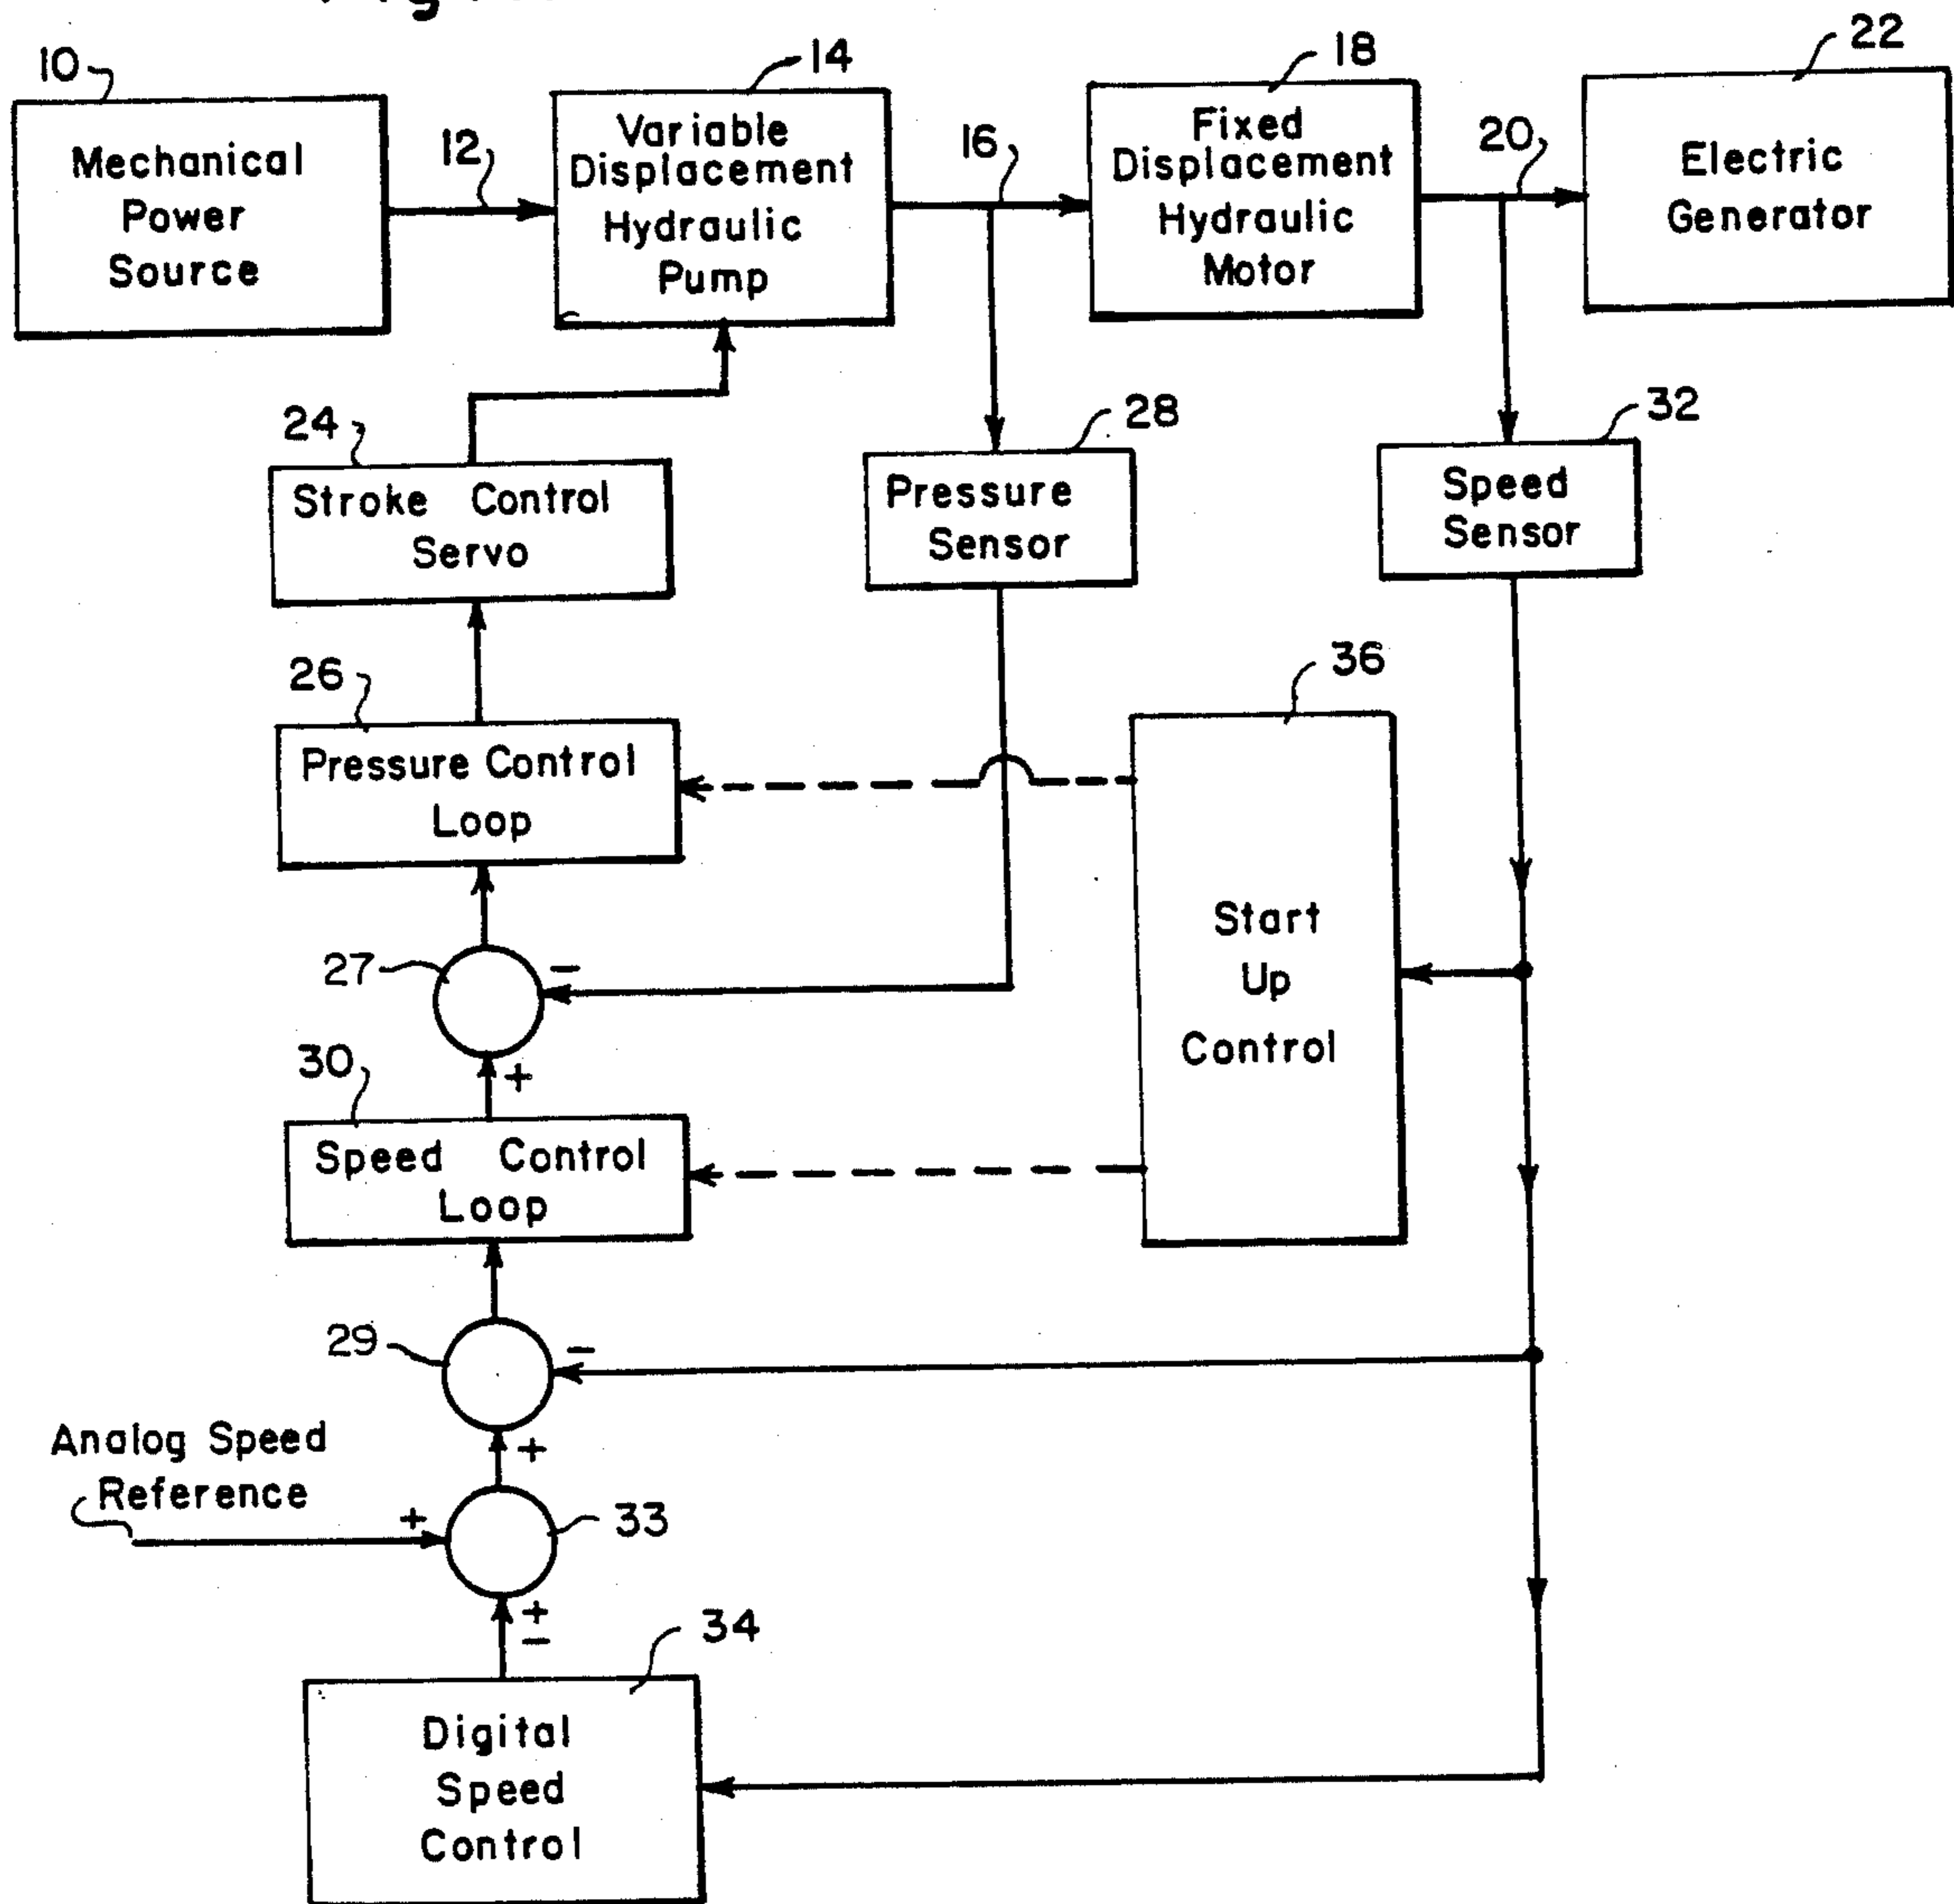 10
Mechanical
Power
Source
12
14
Variable
Displacement
Hydraulic
Pump
16
18
Fixed
Displacement
Hydraulic
Motor
20
22
Electric
Generator
24
Stroke Control
Servo
28
Pressure
Sensor
32
Speed
Sensor
26
Pressure Control
Loop
36
Start
Up
Control
27
−
+
30
Speed Control
Loop
29
−
+
Analog Speed
Reference
+
33
+
−
34
Digital
Speed
Control